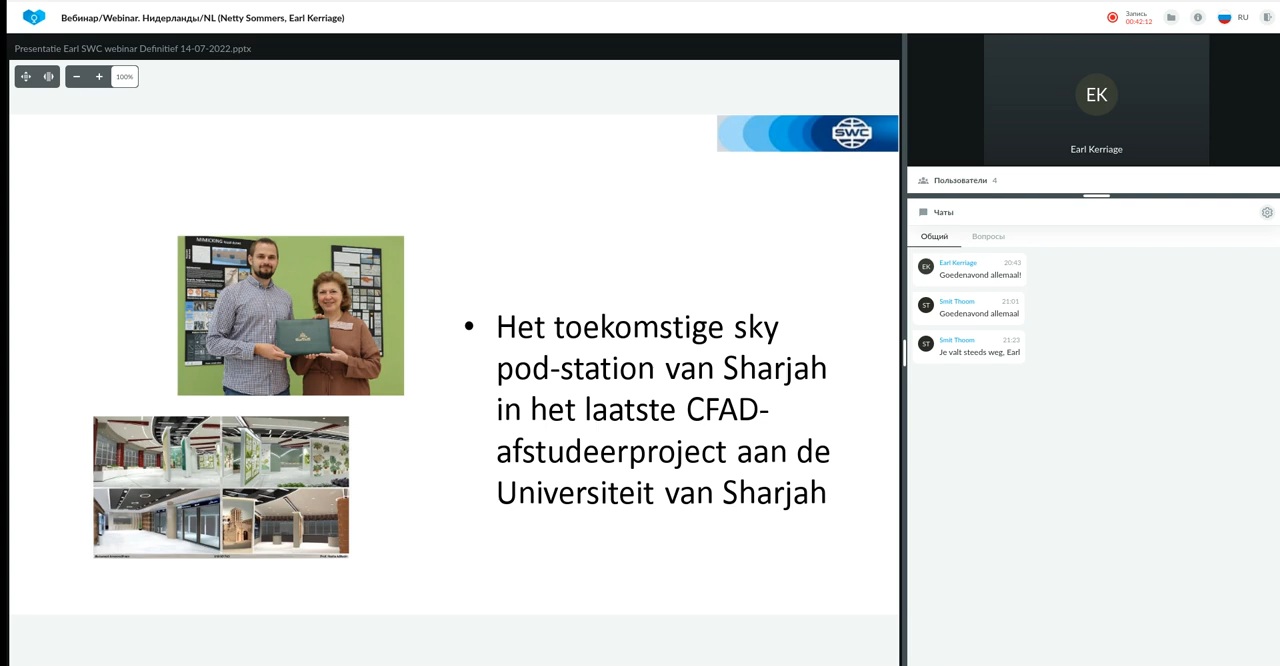 Вебинар/Webinar. Нидерланды/NL (Netty Sommers, Earl Kerriage)
Запись
00:42:12
RU
Presentatie Earl SWC webinar Definitief 14-07-2022.pptx
100%
SWC
MIMICKING
Het toekomstige sky
pod-station van Sharjah
in het laatste CFAD-
afstudeerproject aan de
Universiteit van Sharjah
EK
Earl Kerriage
Пользователи 4
Чаты
Общий Вопросы
EK Earl Kerriage 20:43
Goedenavond allemaal!
ST Smit Thoom 21:01
Goedenavond allemaal
ST Smit Thoom 21:23
Je valt steeds weg, Earl